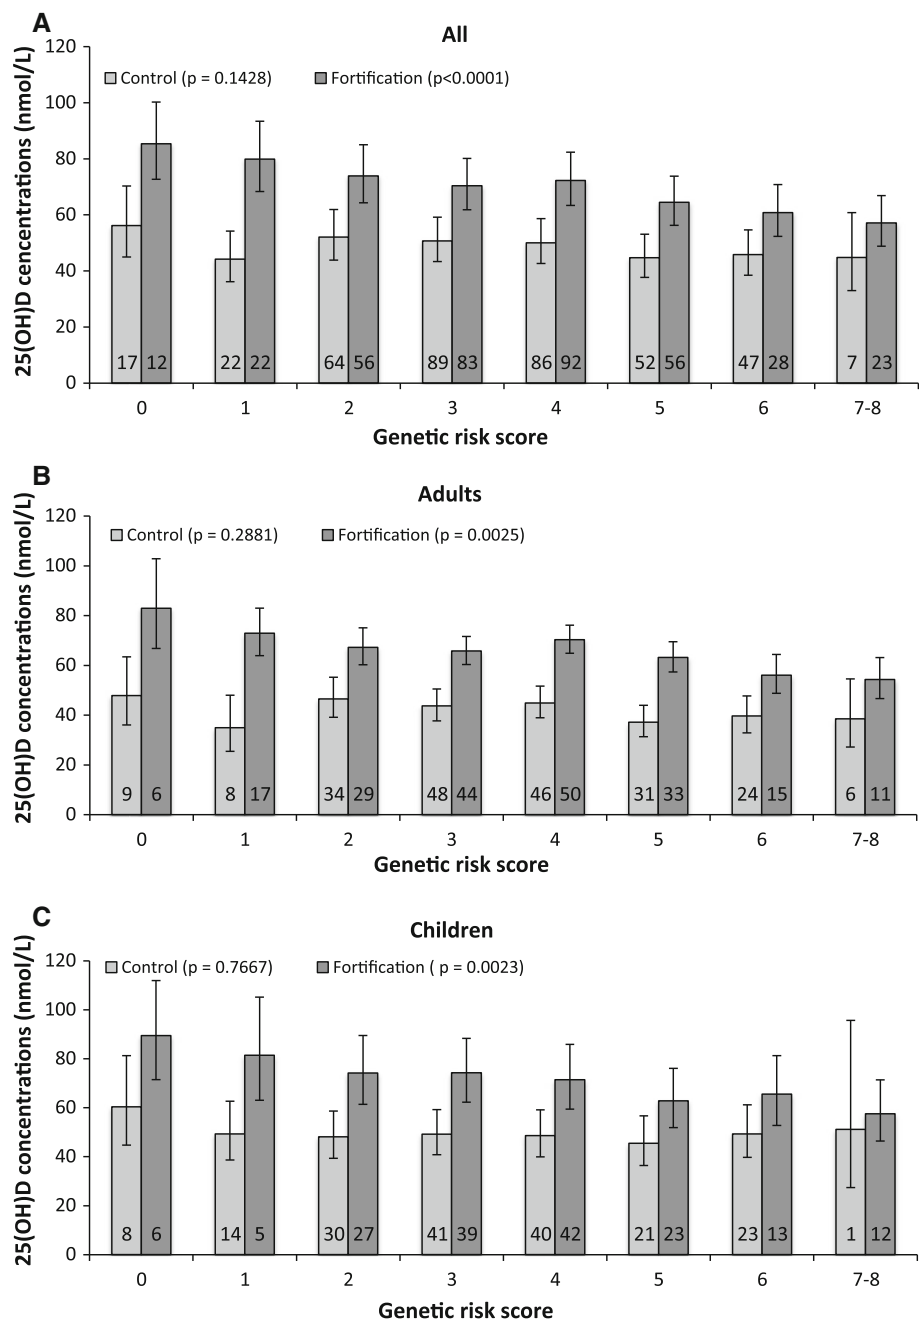 A
All
25(OH)D cencentrations (nmol/L)
120
100
80
60
40
20
0
Control (p = 0.1428)
Fortification (p<0.0001)
17 12 22 22 64 56 89 83 86 92 52 56 47 28 7 23
0 1 2 3 4 5 6 7-8
Genetic risk score
B
Adults
25(OH)D concentrations (nmol/L)
120
100
80
60
40
20
0
Control (p = 0.2881)
Fortification (p = 0.0025)
9 6 8 17 34 29 48 44 46 50 31 33 24 15 6 11
0 1 2 3 4 5 6 7-8
Genetic risk score
C
Children
25(OH)D concentrations (nmol/L)
120
100
80
60
40
20
0
Control (p = 0.7667)
Fortification ( p = 0.0023)
8 6 14 5 30 27 41 39 40 42 21 23 23 13 1 12
0 1 2 3 4 5 6 7-8
Genetic risk score